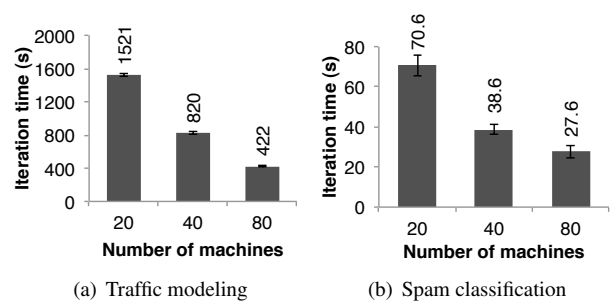 Iteration time (s)
2000
1600
1200
800
400
0
1521
820
422
20 40 80
Number of machines
(a) Traffic modeling
Iteration time (s)
80
60
40
20
0
70.6
38.6
27.6
20 40 80
Number of machines
(b) Spam classification